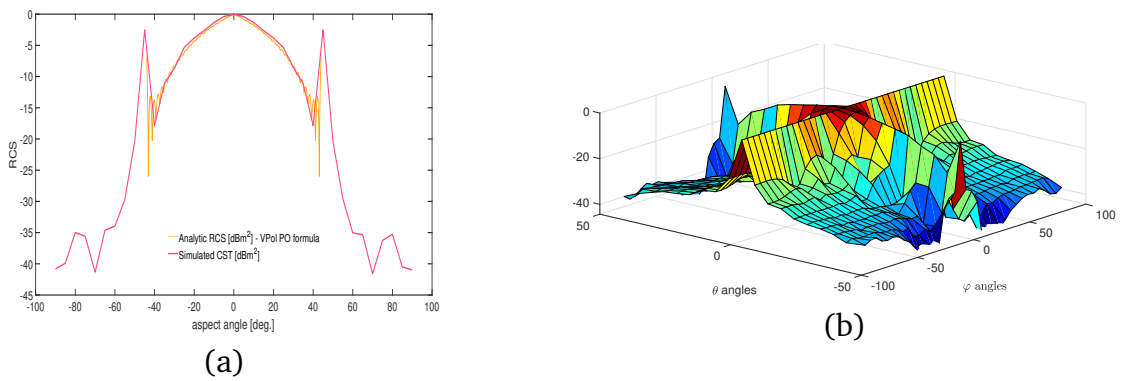 0
-5
-10
-15
-20
-25
-30
-35
-40
-45
RCS
Analytic RCS [dBm²] - VPol PO formula
Simulated CST [dBm²]
-100 -80 -60 -40 -20 0 20 40 60 80 100
aspect angle [deg.]
(a)
0
-20
-40
50
0
-50
θ angles
-100
-50
0
50
100
φ angles
(b)